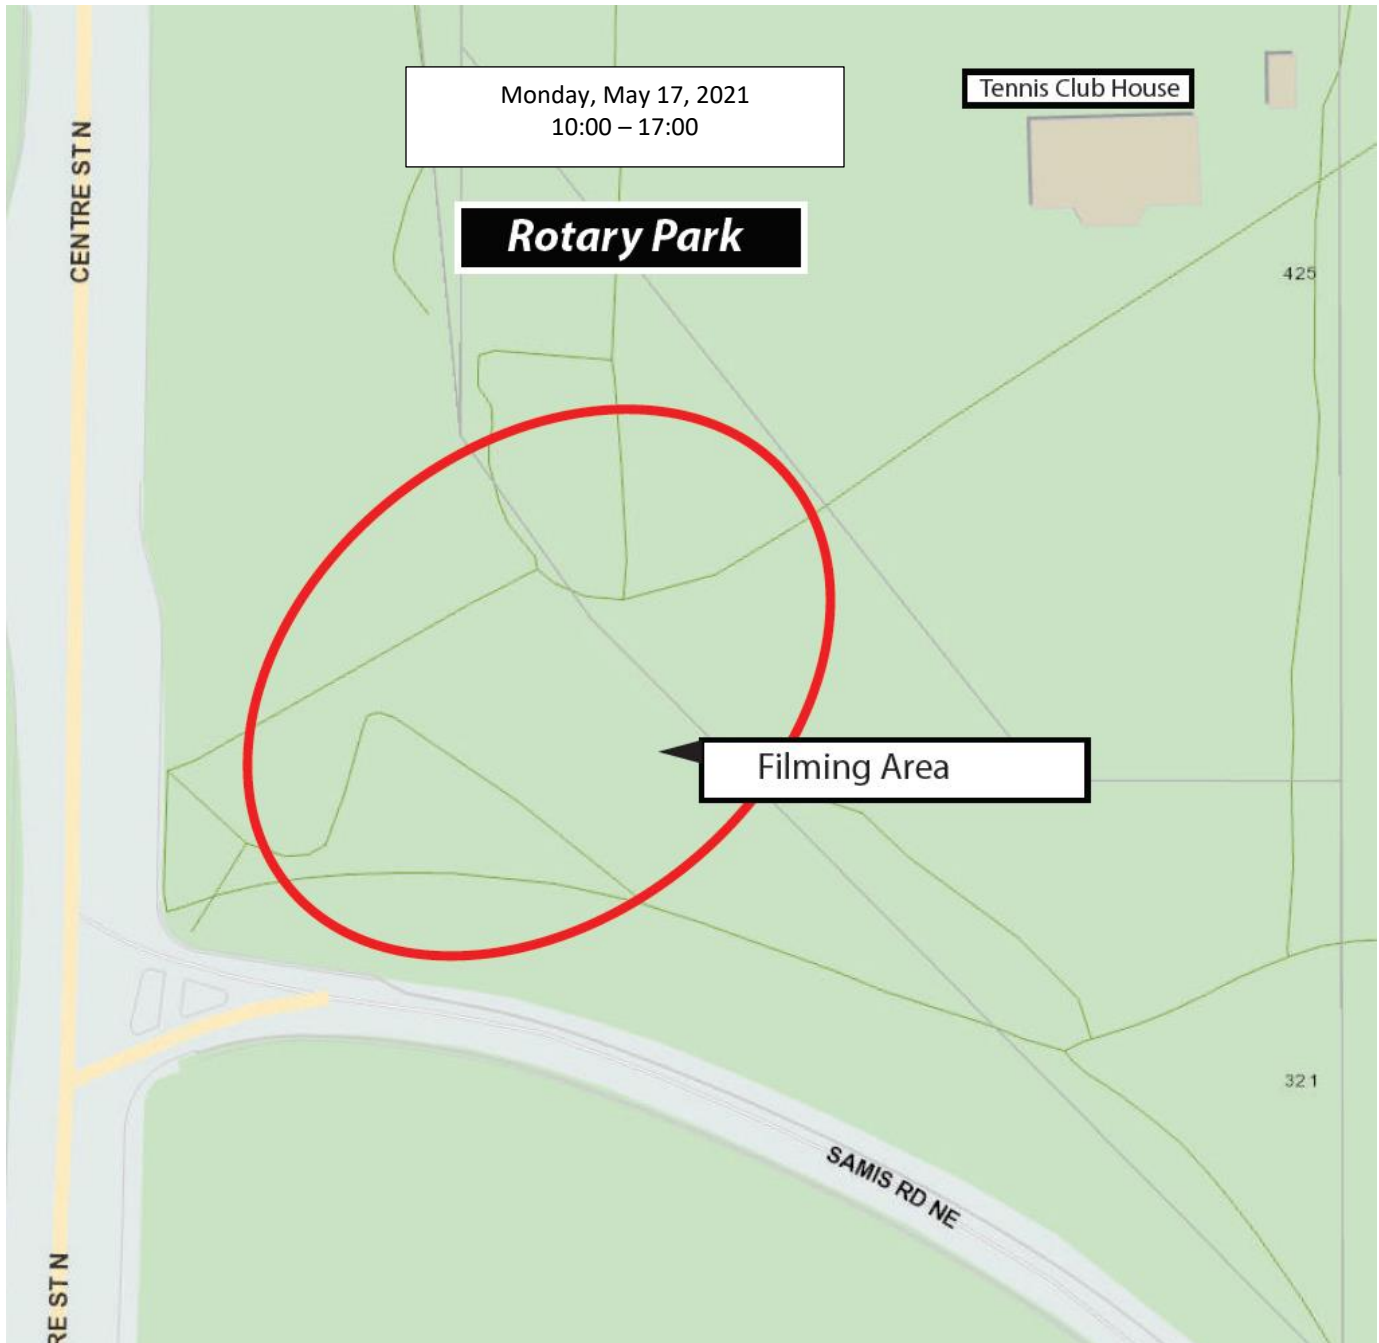 Monday, May 17, 2021
10:00 – 17:00
Tennis Club House
CENTRE ST N
Rotary Park
425
Filming Area
321
SAMIS RD NE
RE ST N